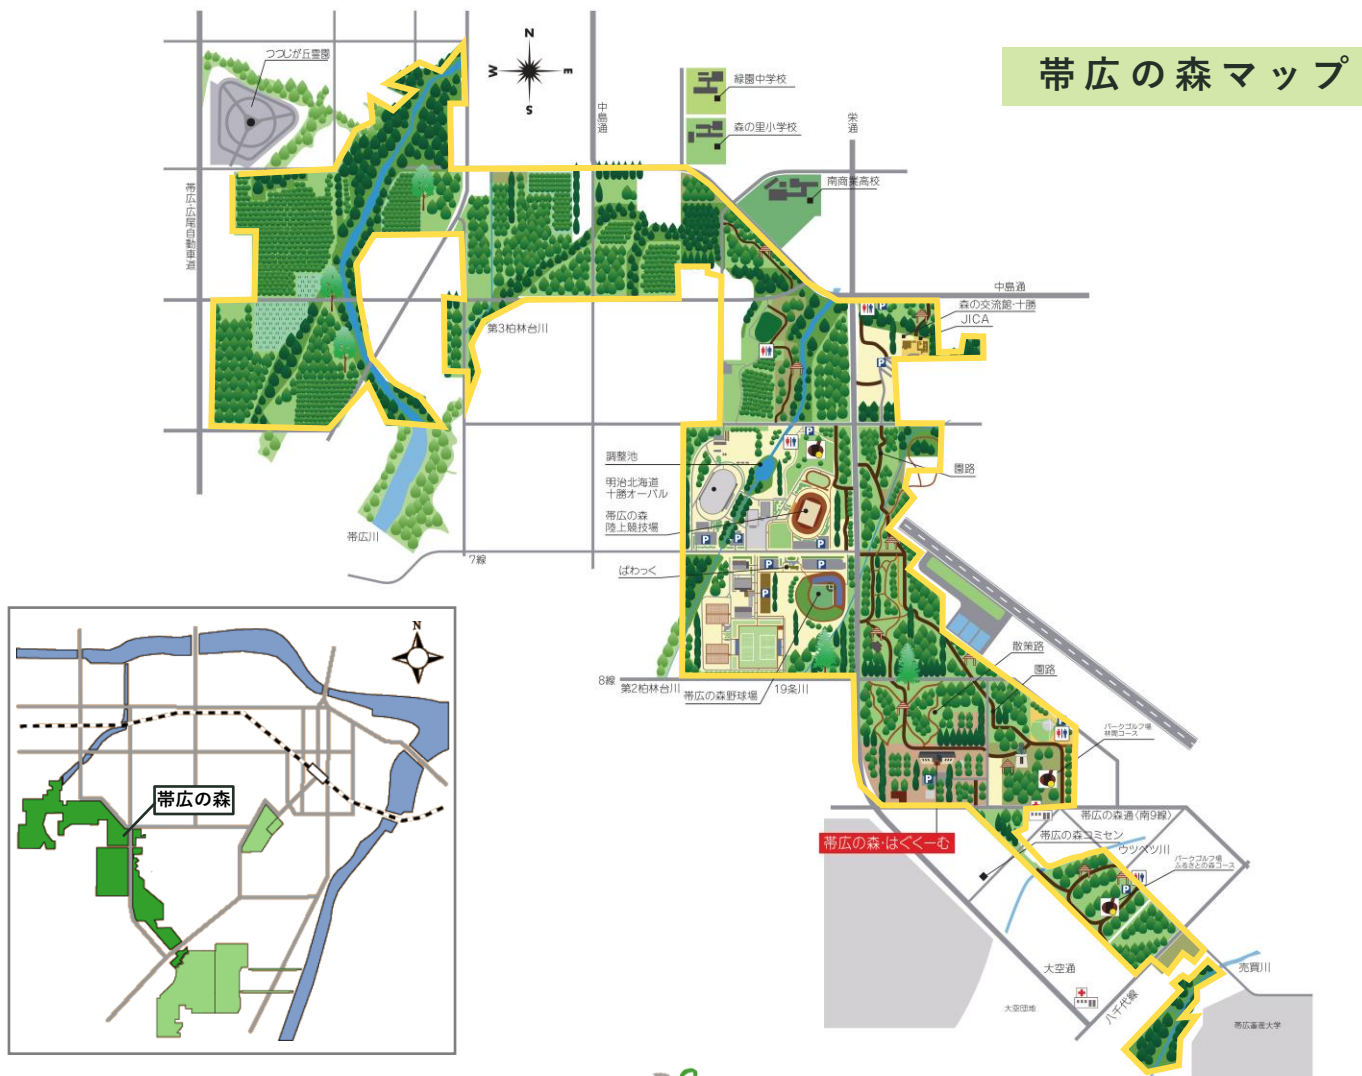 帯広の森マップ
N
W
E
S
つつじが丘霊園
中島通
緑園中学校
森の里小学校
栄通
南商業高校
帯広・広尾自動車道
中島通
森の交流館・十勝
JICA
第3柏林台川
調整池
明治北海道
十勝オーバル
帯広の森
陸上競技場
園路
帯広川
7線
ぱわっく
P
P
P
P
P
P
P
P
P
P
P
散策路
園路
8線
第2柏林台川
帯広の森野球場
19条川
パークゴルフ場
林間コース
帯広の森通〈南9線〉
帯広の森コミセン
ウツベツ川
帯広の森・はぐくーむ
パークゴルフ場
ふるさとの森コース
大空通
大空団地
八千代線
売買川
帯広畜産大学
N
帯広の森